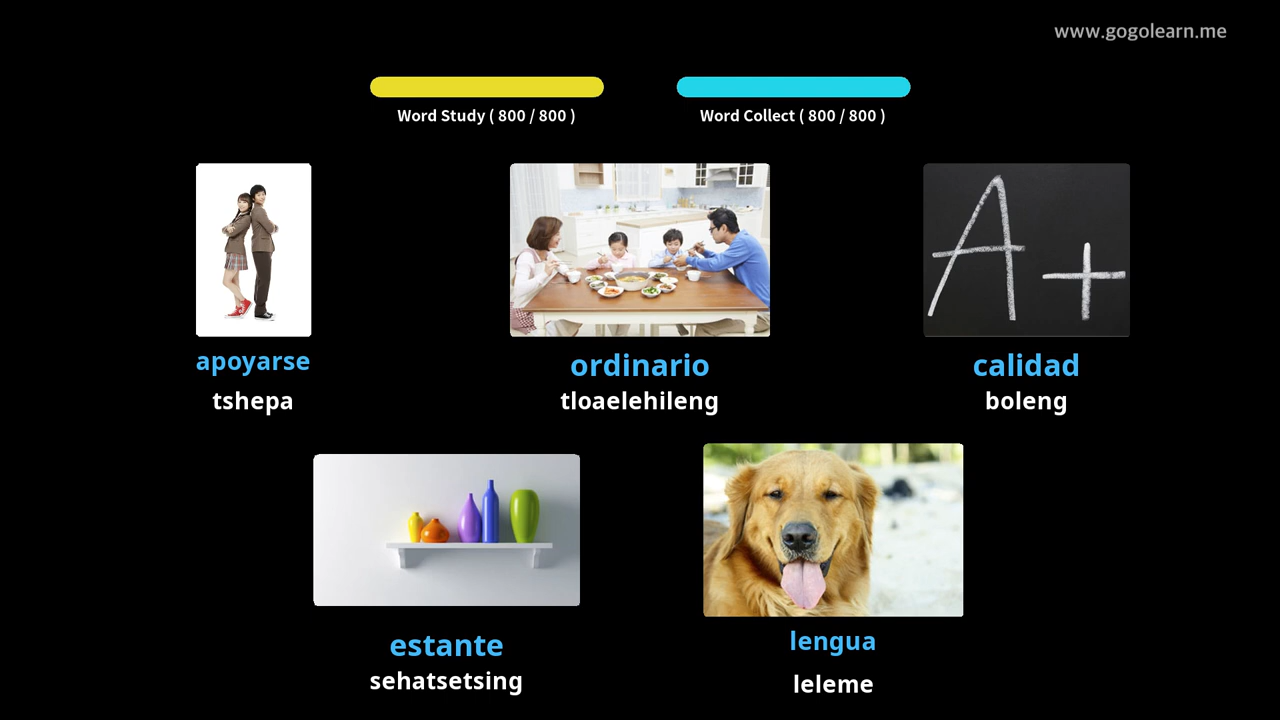 www.gogolearn.me
Word Study ( 800 / 800 )
Word Collect ( 800 / 800 )
A+
apoyarse
tshepa
ordinario
tloaelehileng
calidad
boleng
estante
sehatsetsing
lengua
leleme